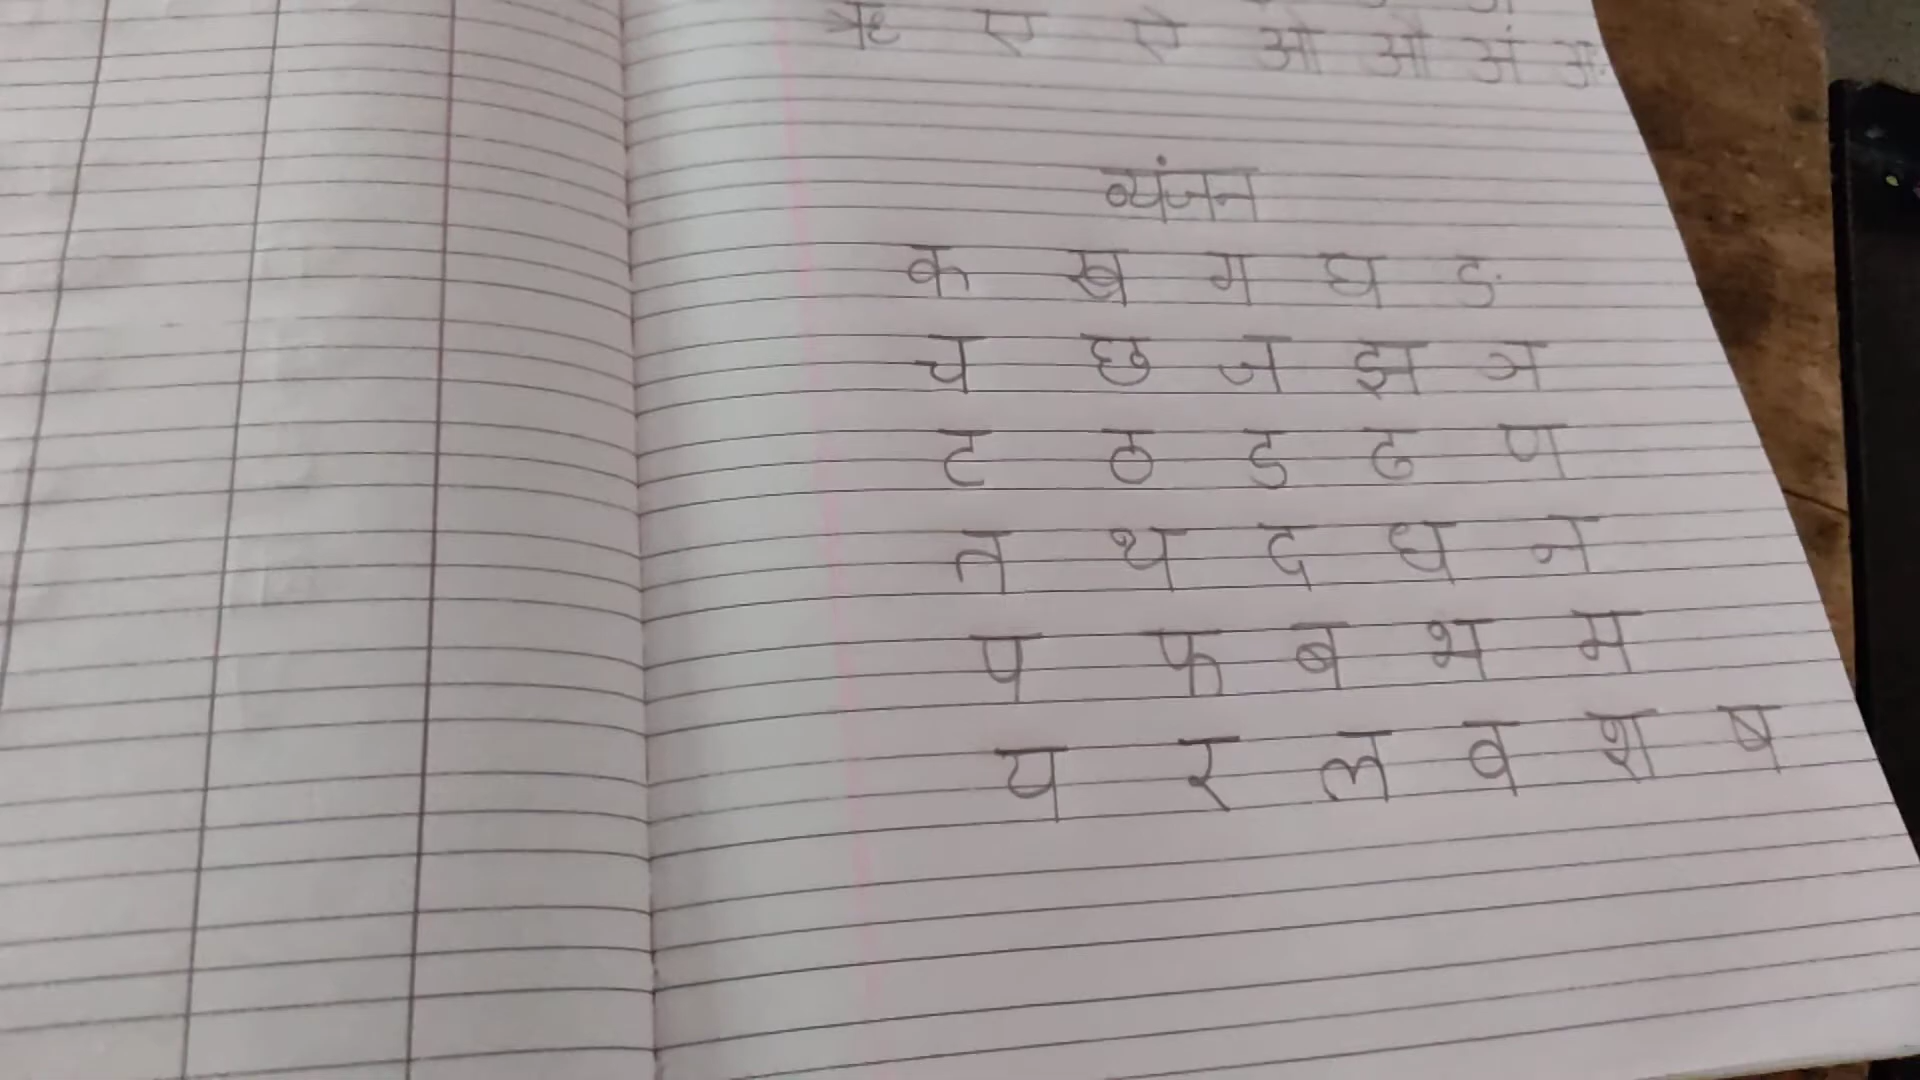 ऋ ए ऐ ओ औ अं अः
व्यंजन
क ख ग घ ङ
च छ ज झ ञ
ट ठ ड ढ ण
त थ द ध न
प फ ब भ म
य र ल व श ष